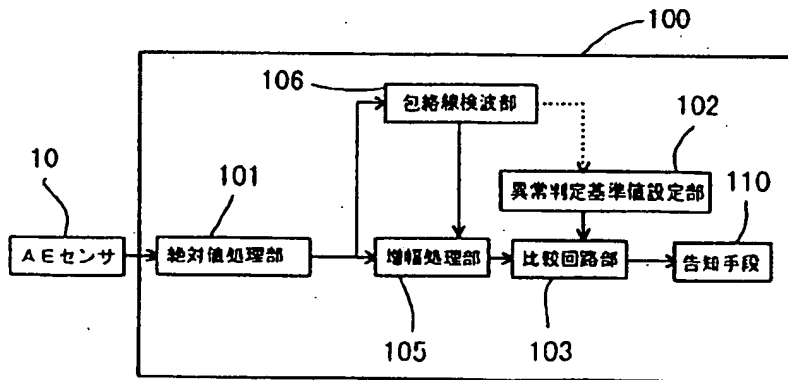 100
106
包絡線検波部
102
10
101
異常判定基準値設定部
110
AEセンサ
絶対値処理部
増幅処理部
比較回路部
告知手段
105
103